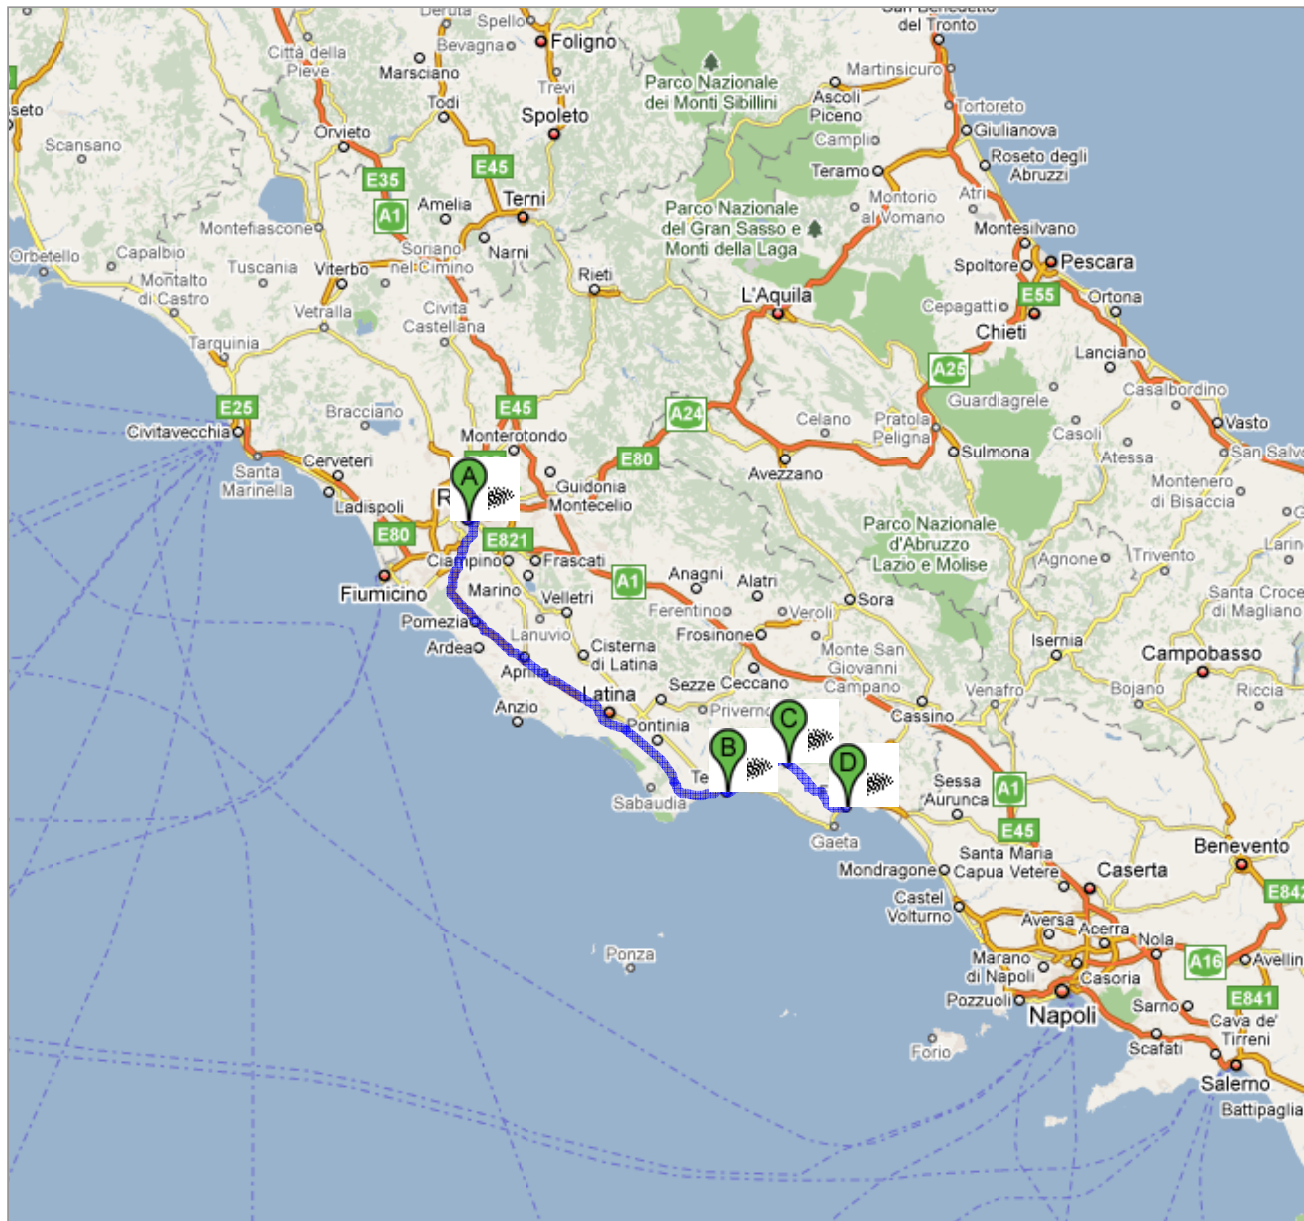 San Benedetto
del Tronto
Deruta
Spello
Foligno
Città della
Pieve
Bevagna
Marsciano
Parco Nazionale
dei Monti Sibillini
Martinsicuro
Trevi
Ascoli
Piceno
seto
Todi
Tortoreto
Orvieto
Spoleto
Giulianova
Scansano
Campli
Roseto degli
Abruzzi
E45
Teramo
E35
Amelia
Terni
Montorio
al Vomano
Atri
A1
Parco Nazionale
del Gran Sasso e
Monti della Laga
Montefiascone
Montesilvano
Orbetello
Capalbio
Soriano
nel Cimino
Narni
Spoltore
Pescara
Tuscania
Viterbo
Rieti
Montalto
di Castro
L'Aquila
E55
Ortona
Vetralla
Civita
Castellana
Cepagatti
Chieti
Tarquinia
Lanciano
A25
Casalbordino
Guardiagrele
E25
Bracciano
E45
A24
Celano
Pratola
Peligna
Vasto
Civitavecchia
Monterotondo
Casoli
Atessa
E80
Avezzano
Sulmona
San Salvo
Santa
Marinella
Cerveteri
A
Guidonia
Montecelio
Montenero
di Bisaccia
Ladispoli
R
E80
E821
Parco Nazionale
d'Abruzzo
Lazio e Molise
Ciampino
Frascati
Agnone
Trivento
Larin
Fiumicino
Marino
A1
Anagni
Alatri
Velletri
Sora
Santa Croce
di Magliano
Pomezia
Lanuvio
Ferentino
Veroli
Ardea
Cisterna
di Latina
Frosinone
Isernia
Aprilia
Monte San
Giovanni
Campano
Campobasso
Latina
Sezze
Ceccano
Venafro
Bojano
Riccia
Anzio
Priverno
C
Cassino
Pontinia
B
D
Te
Sessa
Aurunca
A1
Sabaudia
E45
Gaeta
Benevento
Mondragone
Santa Maria
Capua Vetere
Caserta
E842
Castel
Volturno
Aversa
Acerra
Nola
Marano
di Napoli
Casoria
A16
Avellin
Ponza
Pozzuoli
Napoli
Sarno
E841
Cava de'
Tirreni
Forio
Scafati
Salerno
Battipaglia